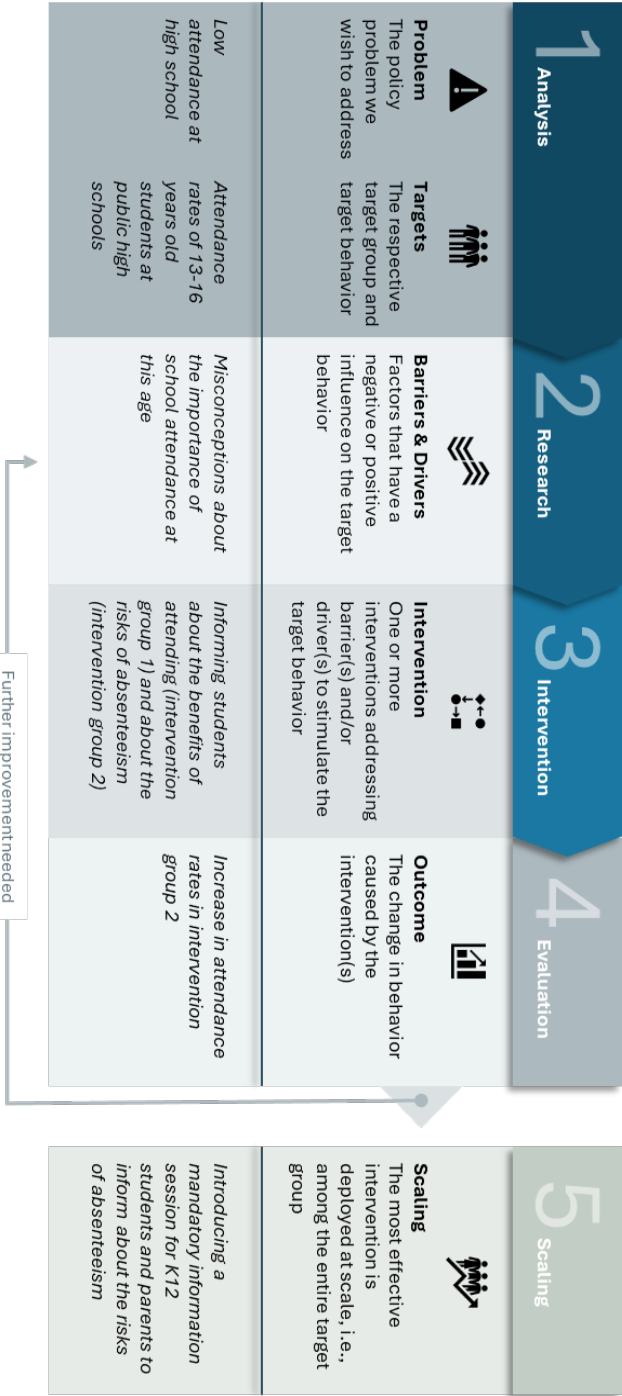 1
Analysis
2
Research
3
Intervention
4
Evaluation
5
Scaling
Problem
The policy
problem we
wish to address
Targets
The respective
target group and
target behavior
Barriers & Drivers
Factors that have a
negative or positive
influence on the target
behavior
Intervention
One or more
interventions addressing
barrier(s) and/or
driver(s) to stimulate the
target behavior
Outcome
The change in behavior
caused by the
intervention(s)
Scaling
The most effective
intervention is
deployed at scale, i.e.,
among the entire target
group
Low
attendance at
high school
Attendance
rates of 13-16
years old
students at
public high
schools
Misconceptions about
the importance of
school attendance at
this age
Informing students
about the benefits of
attending (intervention
group 1) and about the
risks of absenteeism
(intervention group 2)
Increase in attendance
rates in intervention
group 2
Introducing a
mandatory information
session for K12
students and parents to
inform about the risks
of absenteeism
Further improvement needed